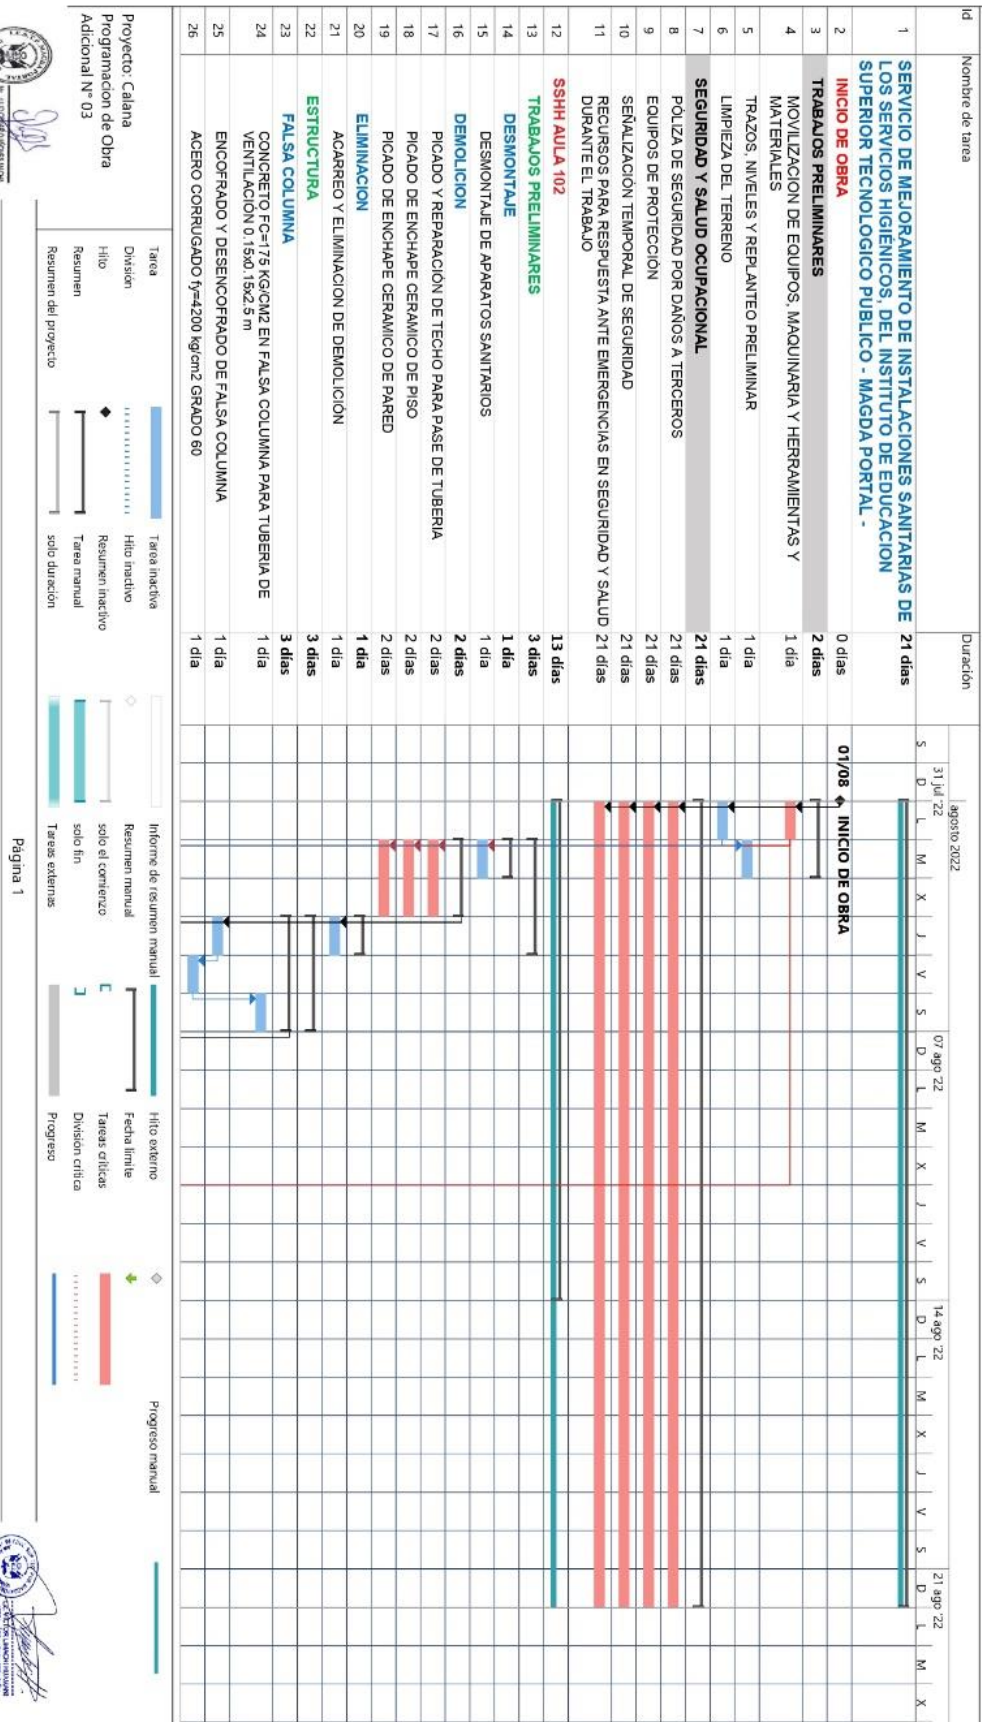 Id Nombre de tarea Duración
agosto 2022
31 jul '22 07 ago '22 14 ago '22 21 ago '22
S D L M X J V S D L M X J V S D L M X J V S D L M X
1 SERVICIO DE MEJORAMIENTO DE INSTALACIONES SANITARIAS DE 21 días
LOS SERVICIOS HIGIÉNICOS, DEL INSTITUTO DE EDUCACION
SUPERIOR TECNOLOGICO PUBLICO - MAGDA PORTAL -
2 INICIO DE OBRA 0 días 01/08 INICIO DE OBRA
3 TRABAJOS PRELIMINARES 2 días
4 MOVILIZACION DE EQUIPOS, MAQUINARIA Y HERRAMIENTAS Y 1 día
MATERIALES
5 TRAZOS, NIVELES Y REPLANTEO PRELIMINAR 1 día
6 LIMPIEZA DEL TERRENO 1 día
7 SEGURIDAD Y SALUD OCUPACIONAL 21 días
8 PÓLIZA DE SEGURIDAD POR DAÑOS A TERCEROS 21 días
9 EQUIPOS DE PROTECCIÓN 21 días
10 SEÑALIZACIÓN TEMPORAL DE SEGURIDAD 21 días
11 RECURSOS PARA RESPUESTA ANTE EMERGENCIAS EN SEGURIDAD Y SALUD 21 días
DURANTE EL TRABAJO
12 SSHH AULA 102 13 días
13 TRABAJOS PRELIMINARES 3 días
14 DESMONTAJE 1 día
15 DESMONTAJE DE APARATOS SANITARIOS 1 día
16 DEMOLICION 2 días
17 PICADO Y REPARACIÓN DE TECHO PARA PASE DE TUBERIA 2 días
18 PICADO DE ENCHAPE CERAMICO DE PISO 2 días
19 PICADO DE ENCHAPE CERAMICO DE PARED 2 días
20 ELIMINACION 1 día
21 ACARREO Y ELIMINACION DE DEMOLICIÓN 1 día
22 ESTRUCTURA 3 días
23 FALSA COLUMNA 3 días
24 CONCRETO FC=175 KG/CM2 EN FALSA COLUMNA PARA TUBERIA DE 1 día
VENTILACION 0.15x0.15x2.5 m
25 ENCOFRADO Y DESENCOFRADO DE FALSA COLUMNA 1 día
26 ACERO CORRUGADO fy=4200 kg/cm2 GRADO 60 1 día
Proyecto: Calana
Programacion de Obra
Adicional N° 03
Tarea Tarea inactiva Informe de resumen manual Hito externo Progreso manual
División Hito inactivo Resumen manual Fecha límite
Hito Resumen inactivo solo el comienzo Tareas críticas
Resumen Tarea manual solo fin División crítica
Resumen del proyecto solo duración Tareas externas Progreso
Página 1